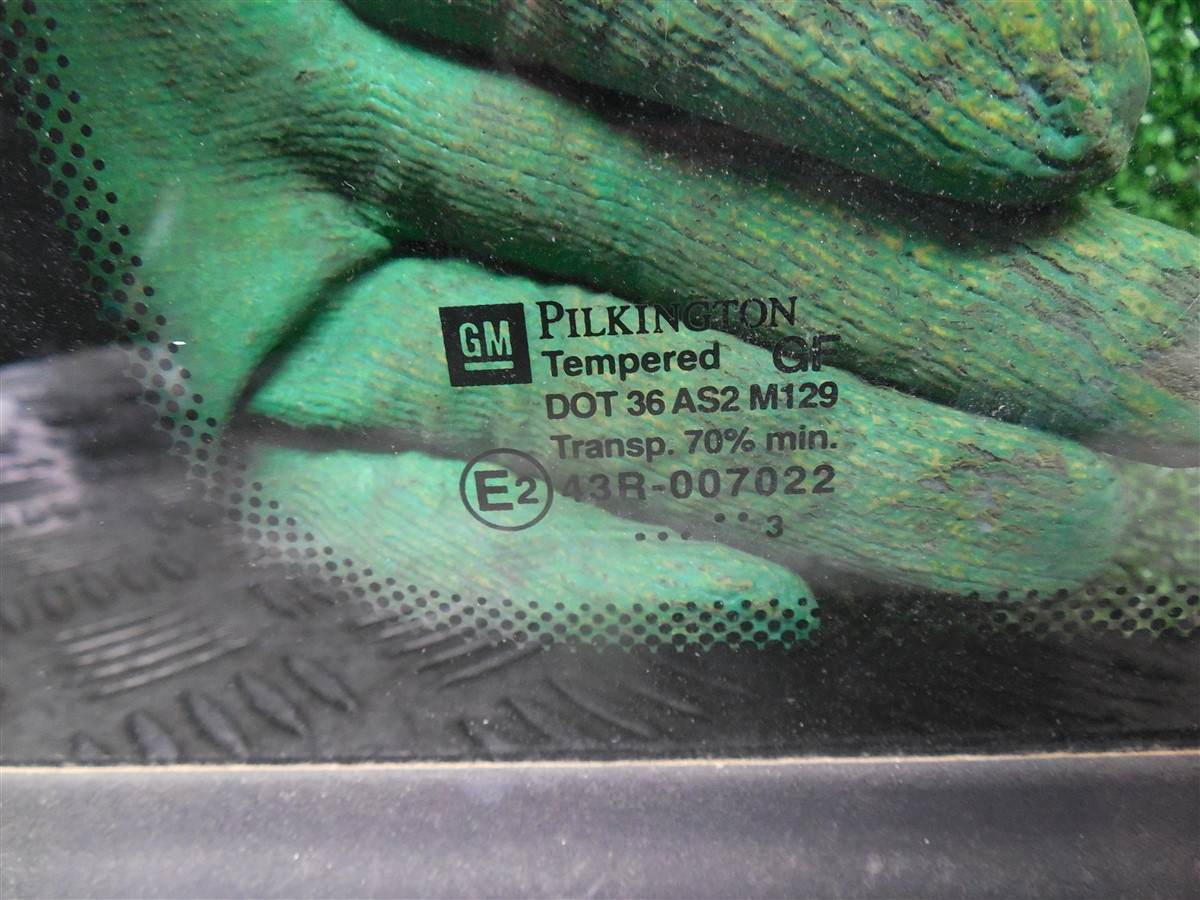 GM PILKINGTON
Tempered GF
DOT 36 AS2 M129
Transp. 70% min.
E2 43R-007022
.... .. 3